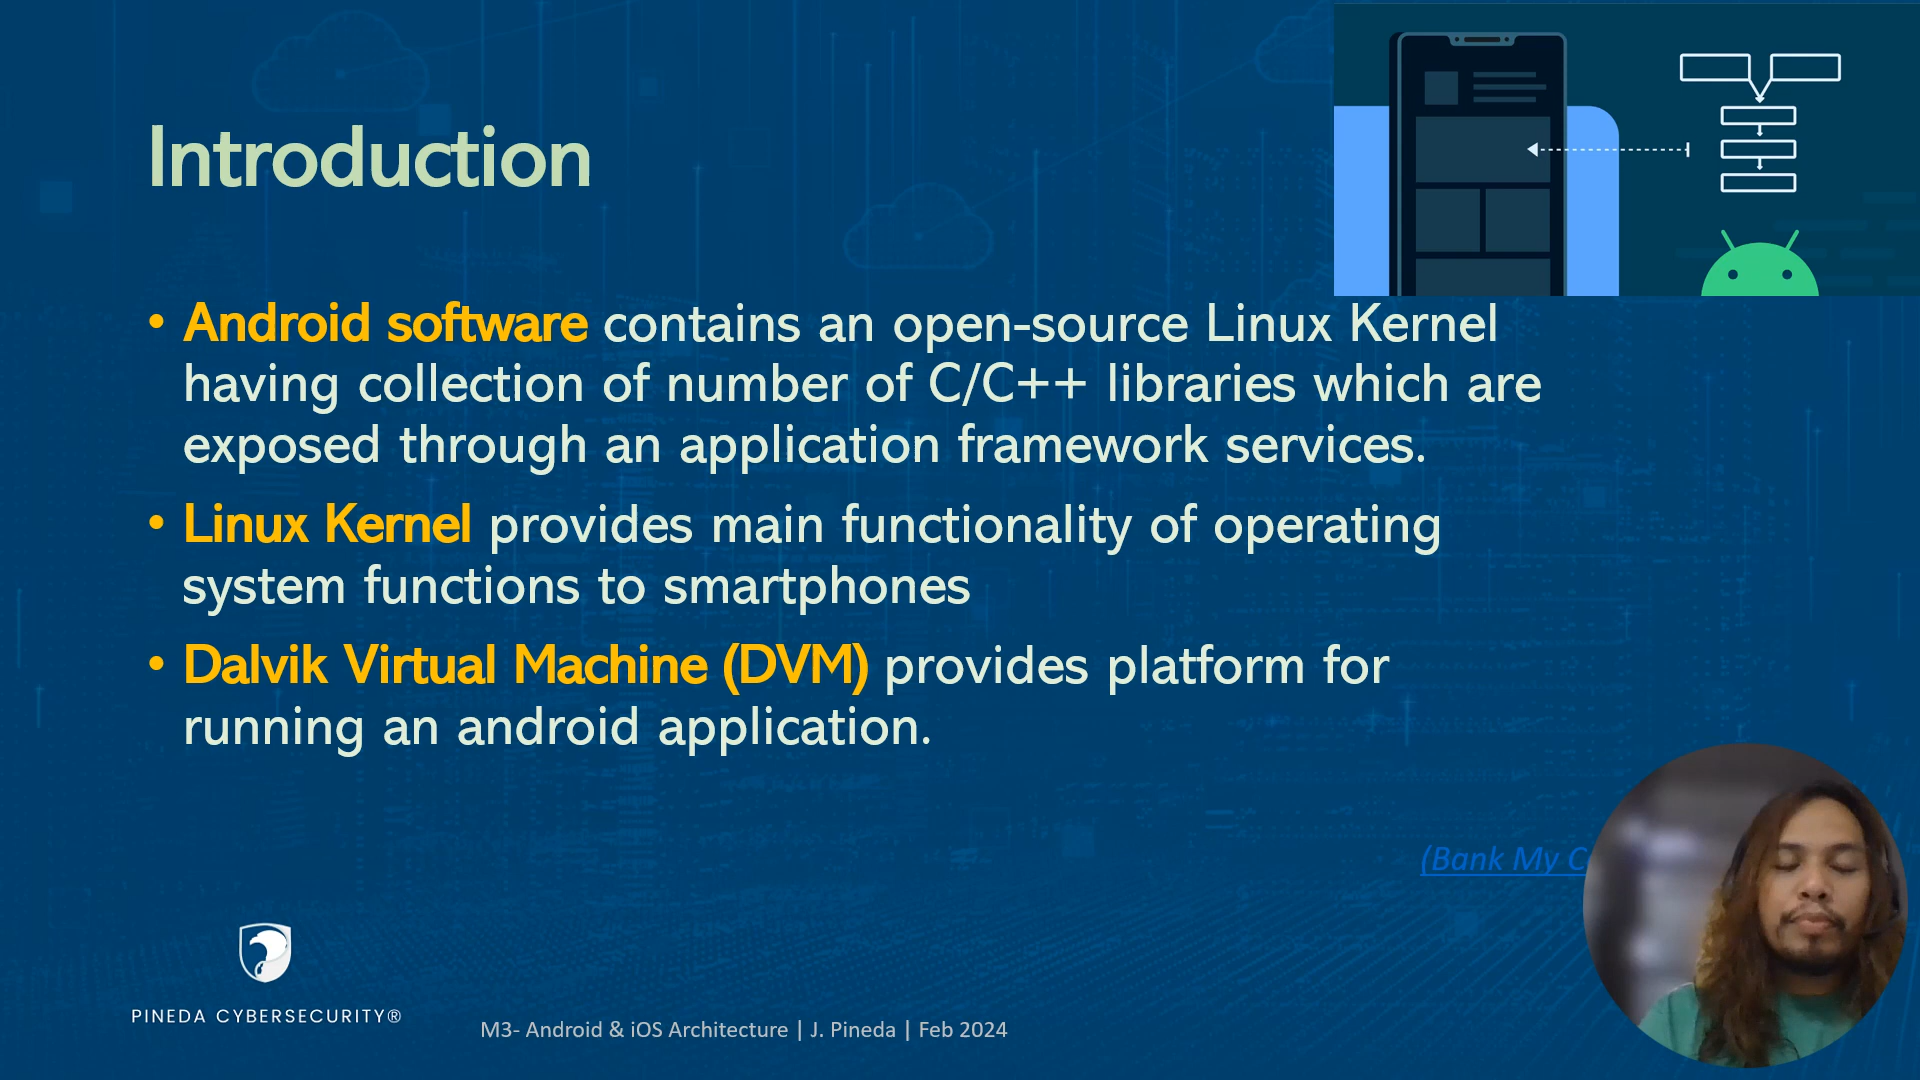 Introduction
• Android software contains an open-source Linux Kernel
having collection of number of C/C++ libraries which are
exposed through an application framework services.
• Linux Kernel provides main functionality of operating
system functions to smartphones
• Dalvik Virtual Machine (DVM) provides platform for
running an android application.
(Bank My
PINEDA CYBERSECURITY®
M3- Android & iOS Architecture | J. Pineda | Feb 2024